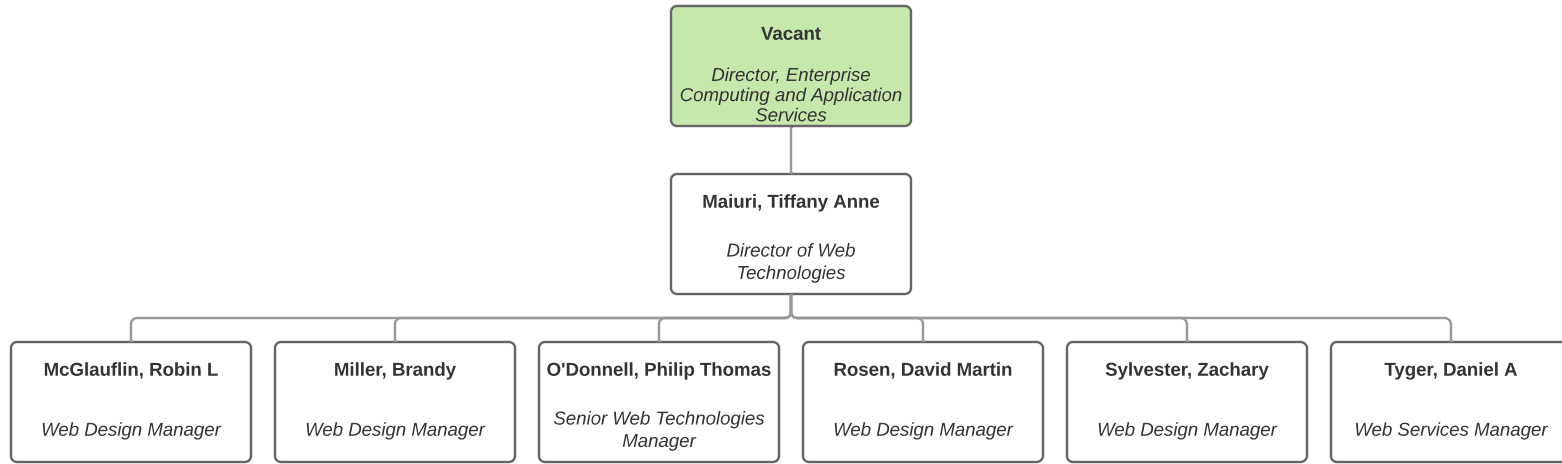 Vacant
Director, Enterprise
Computing and Application
Services
Maiuri, Tiffany Anne
Director of Web
Technologies
McGlauflin, Robin L
Web Design Manager
Miller, Brandy
Web Design Manager
O'Donnell, Philip Thomas
Senior Web Technologies
Manager
Rosen, David Martin
Web Design Manager
Sylvester, Zachary
Web Design Manager
Tyger, Daniel A
Web Services Manager